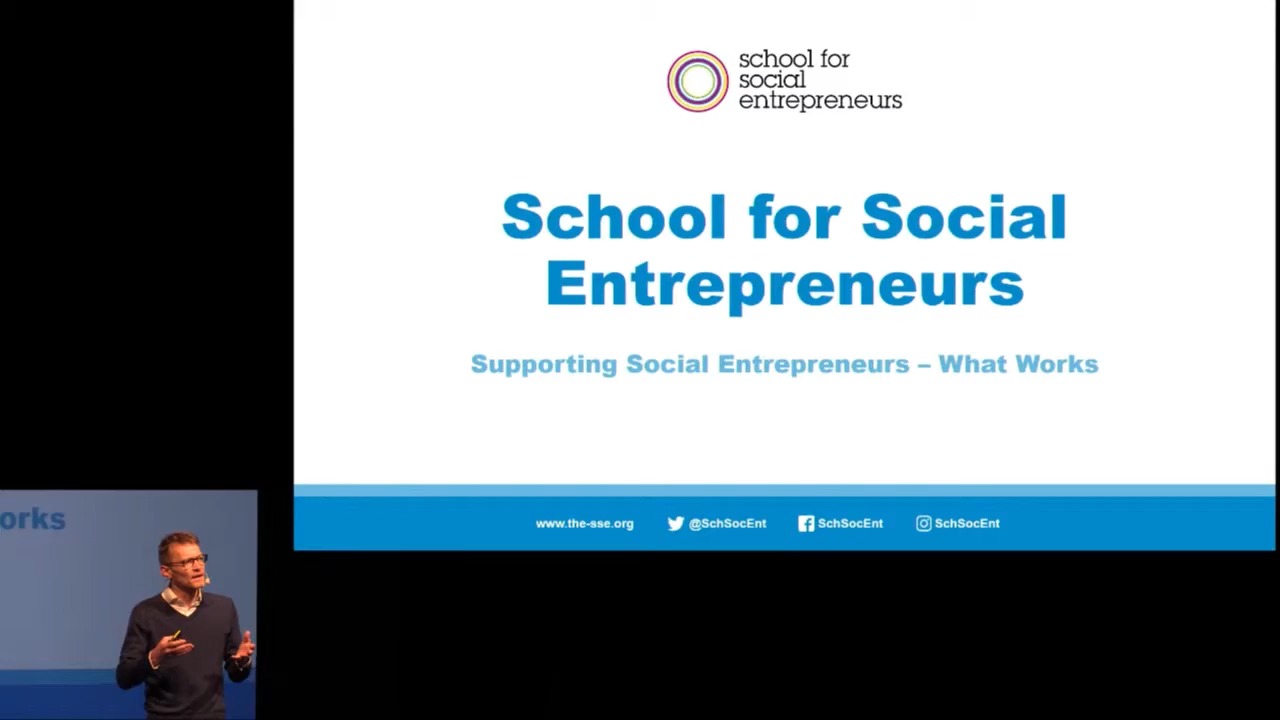 school for
social
entrepreneurs
School for Social
Entrepreneurs
Supporting Social Entrepreneurs – What Works
www.the-sse.org @SchSocEnt SchSocEnt SchSocEnt
orks